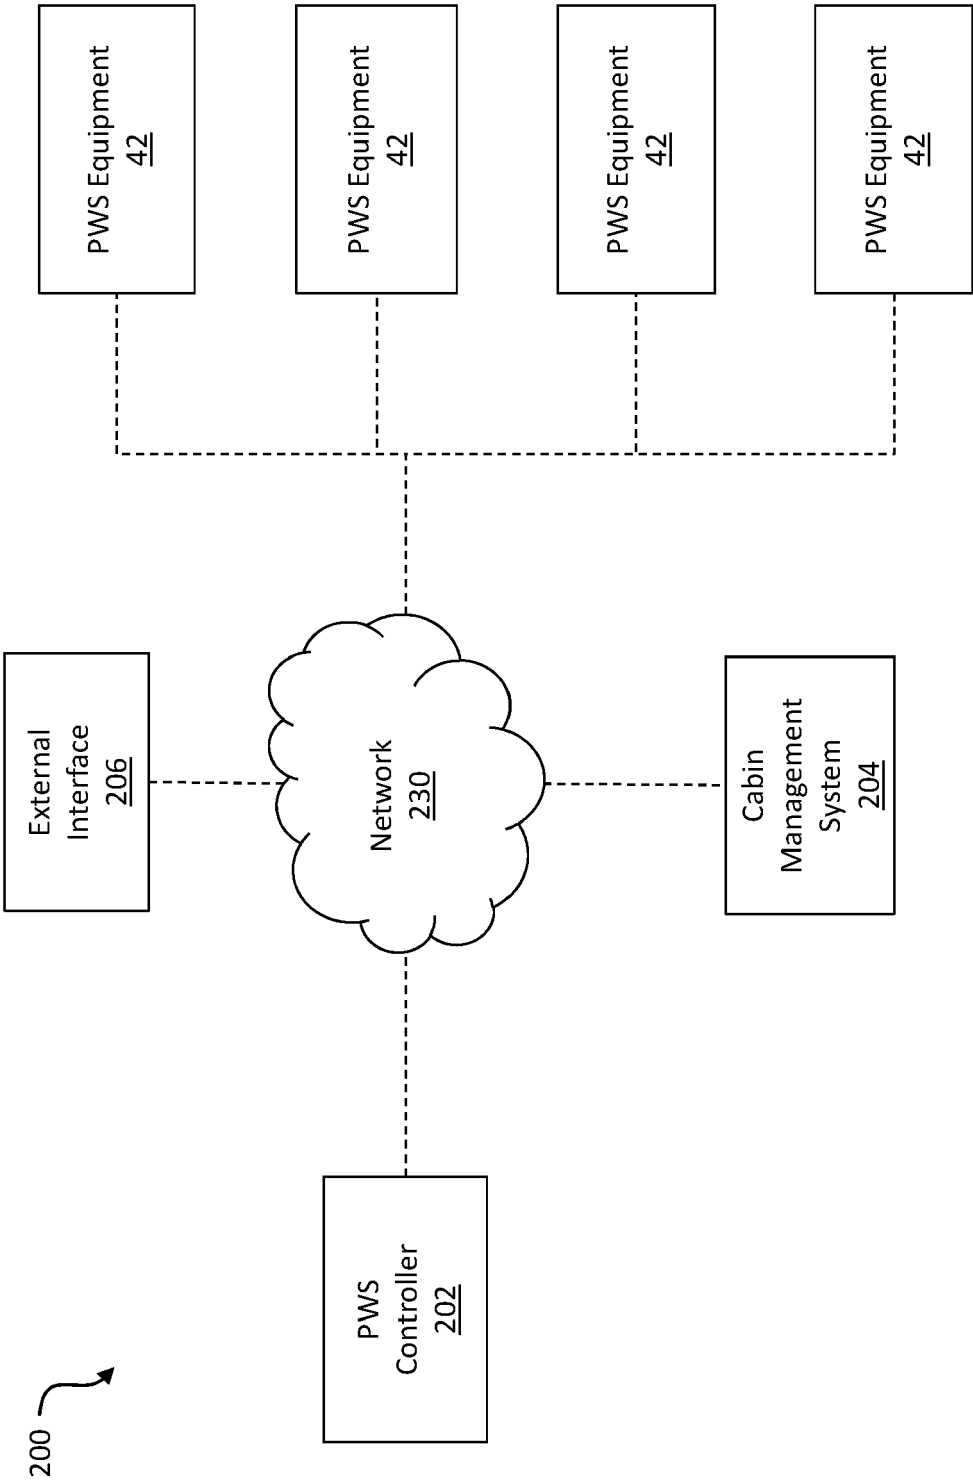 200
PWS
Controller
202
External
Interface
206
Network
230
Cabin
Management
System
204
PWS Equipment
42
PWS Equipment
42
PWS Equipment
42
PWS Equipment
42